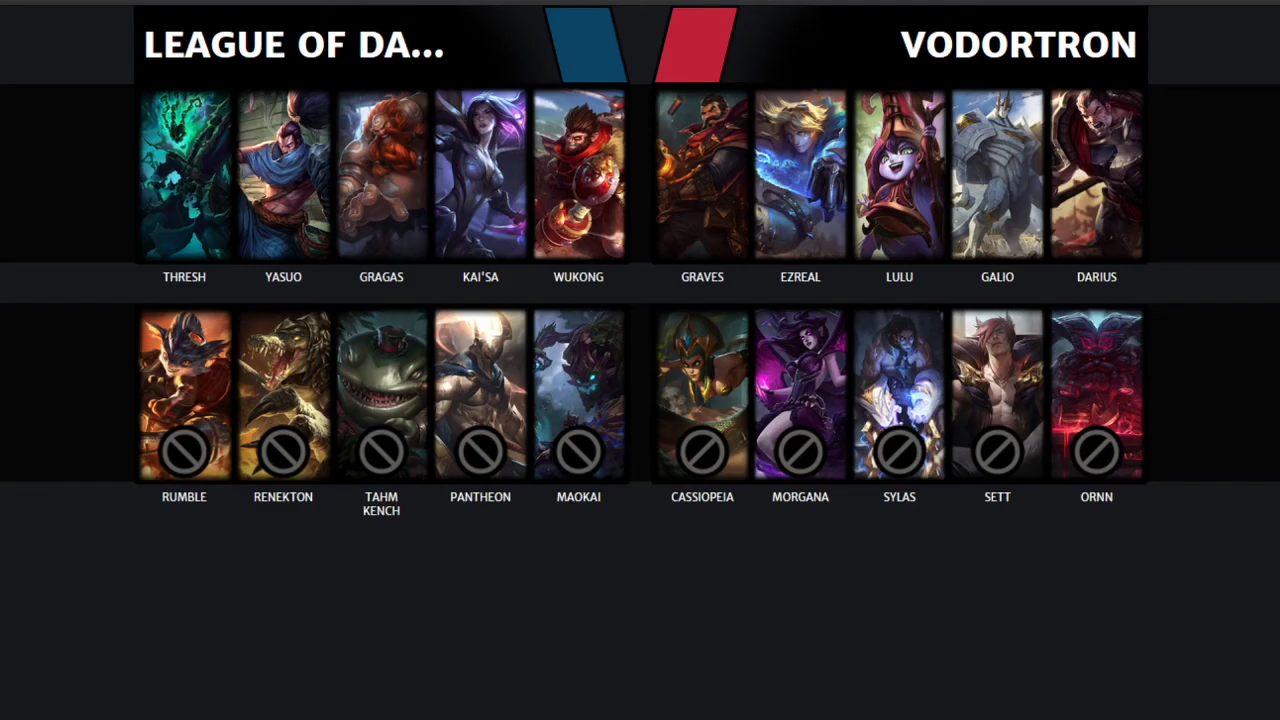 LEAGUE OF DA...
VODORTRON
THRESH YASUO GRAGAS KAI'SA WUKONG
GRAVES EZREAL LULU GALIO DARIUS
RUMBLE RENEKTON TAHM KENCH PANTHEON MAOKAI
CASSIOPEIA MORGANA SYLAS SETT ORNN